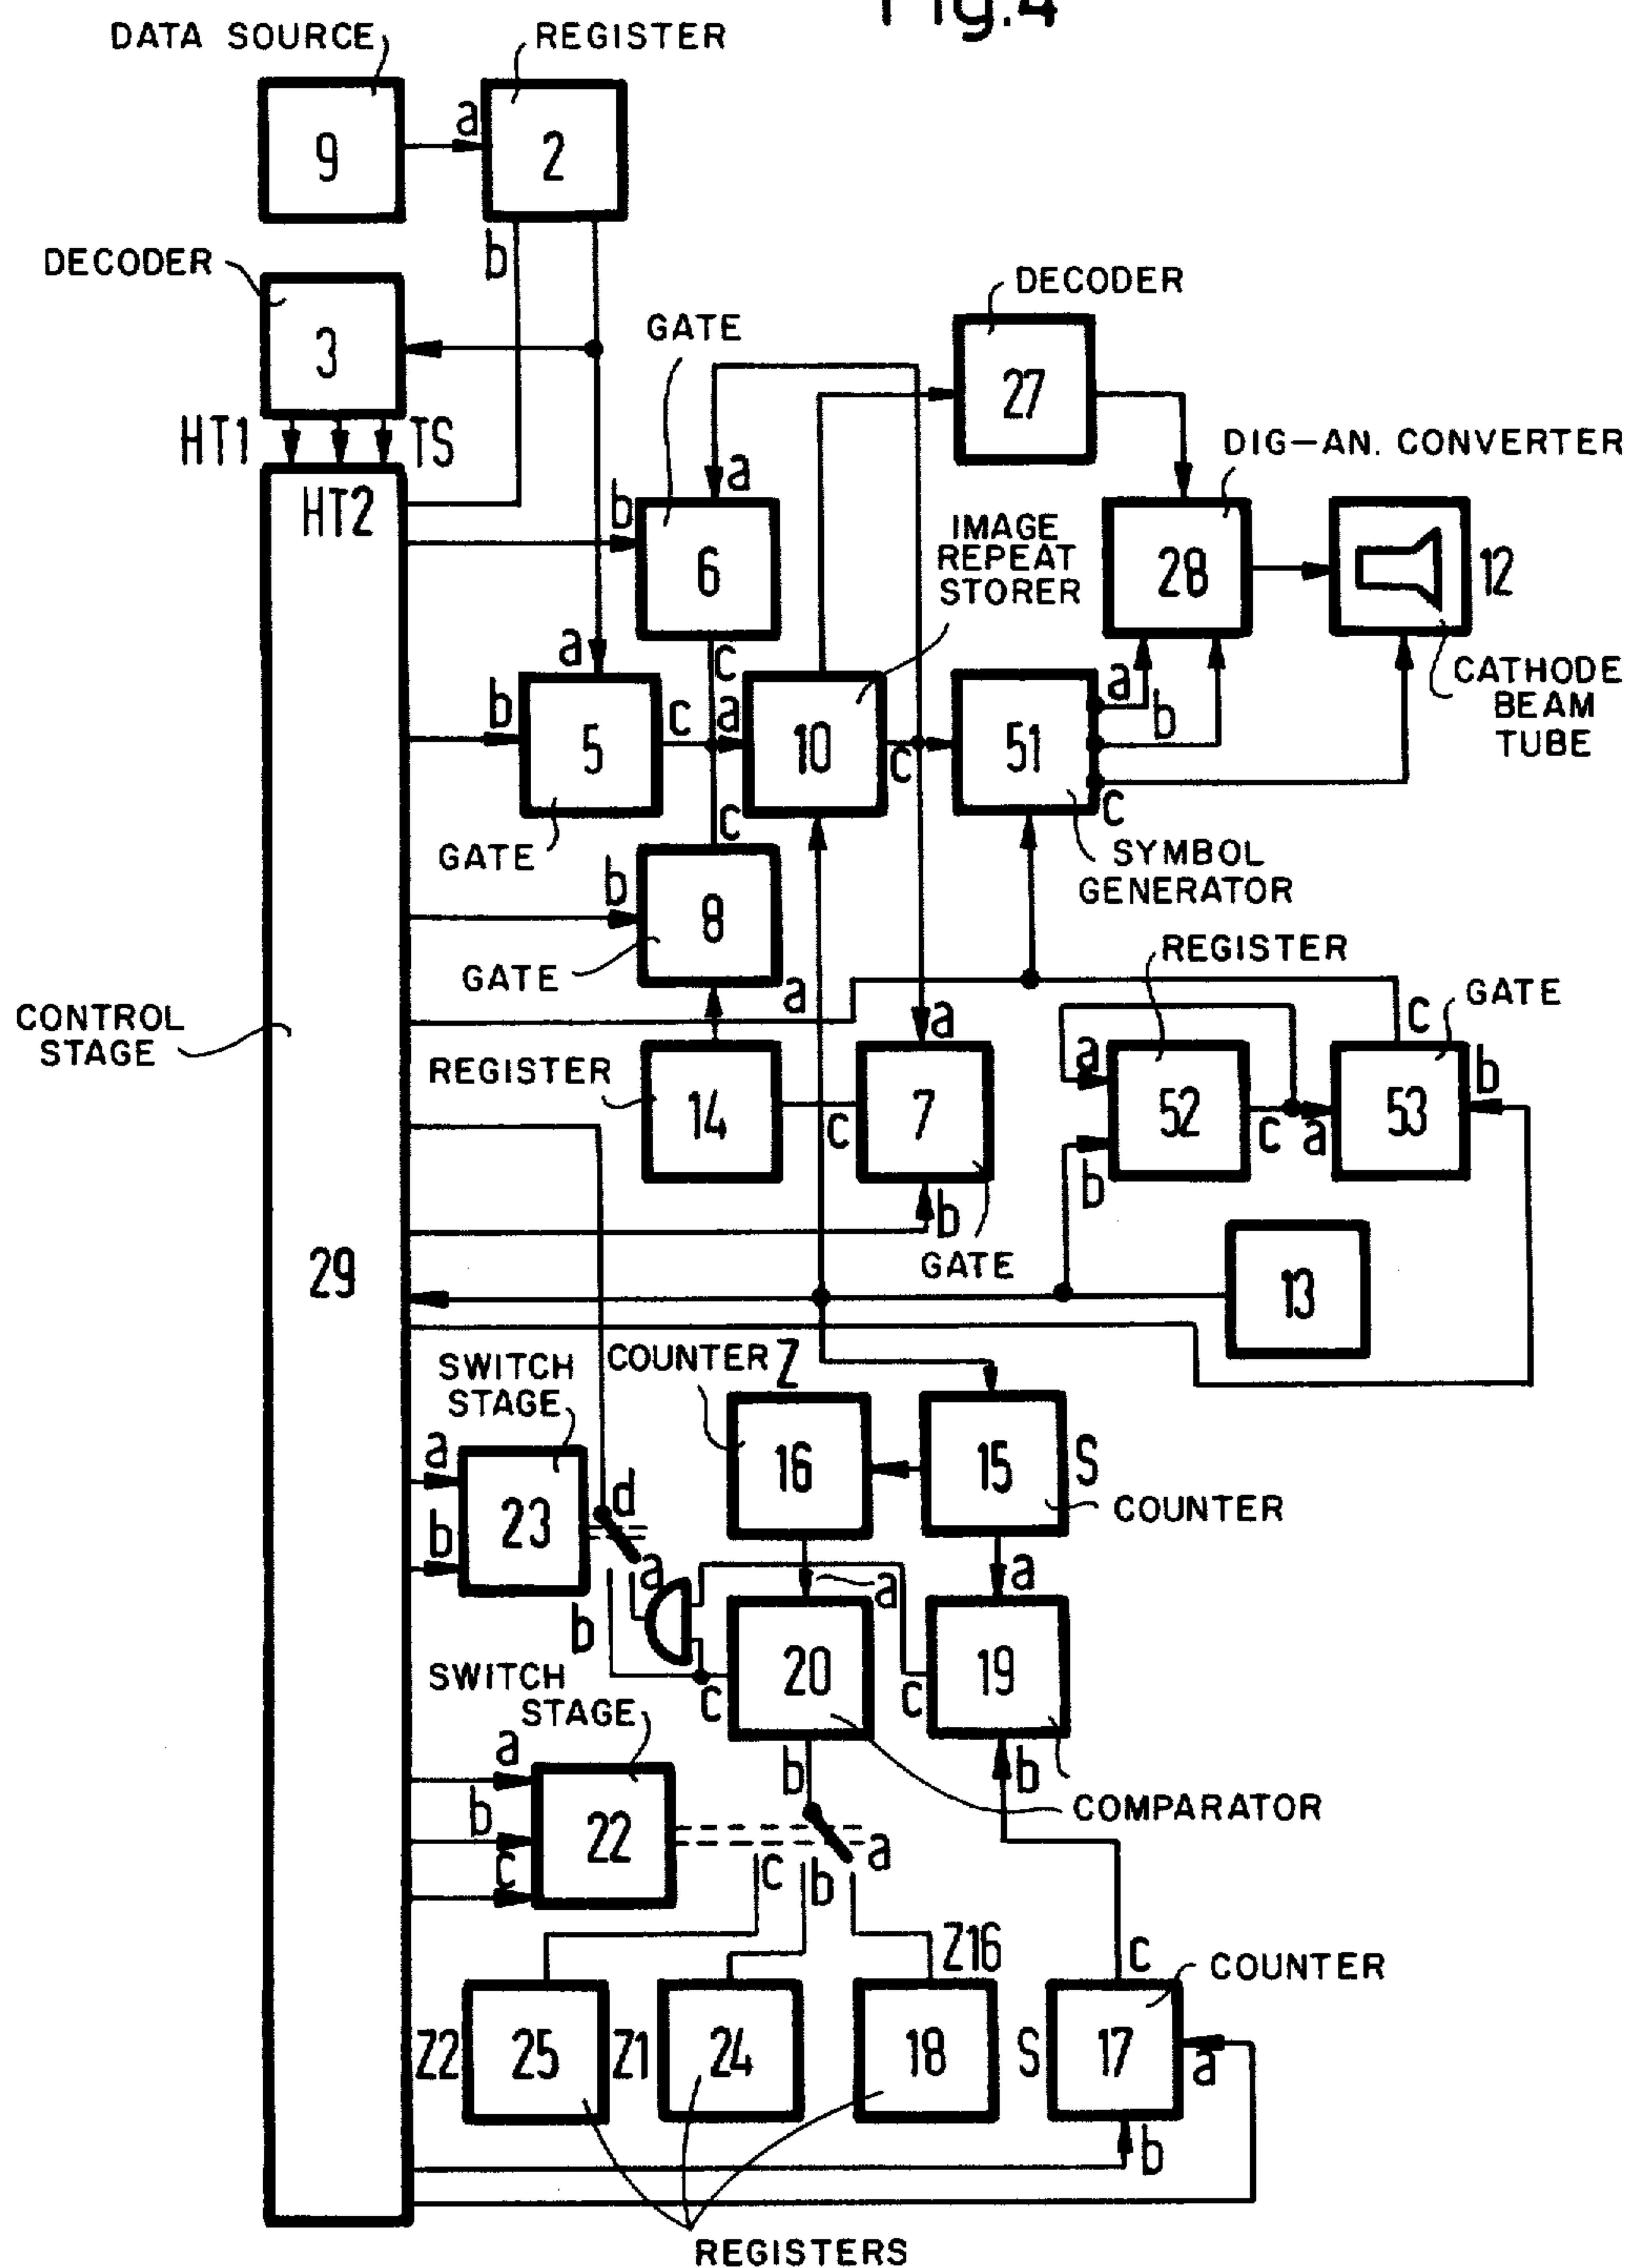 Fig.4
DATA SOURCE
REGISTER
9
a
2
b
DECODER
3
HT1
TS
HT2
GATE
DECODER
27
DIG–AN. CONVERTER
a
b
6
c
IMAGE
REPEAT
STORER
28
12
CATHODE
BEAM
TUBE
a
b
5
c
a
10
c
51
a
b
c
GATE
c
SYMBOL
GENERATOR
b
8
GATE
a
REGISTER
GATE
CONTROL
STAGE
REGISTER
14
a
7
c
b
GATE
a
52
c
b
a
53
c
b
29
13
SWITCH
STAGE
COUNTER Z
a
b
23
d
a
b
16
15
S
COUNTER
a
a
20
c
19
c
SWITCH
STAGE
a
b
c
22
b
b
COMPARATOR
c
b
a
Z16
c
COUNTER
Z2
25
Z1
24
18
S
17
a
b
REGISTERS